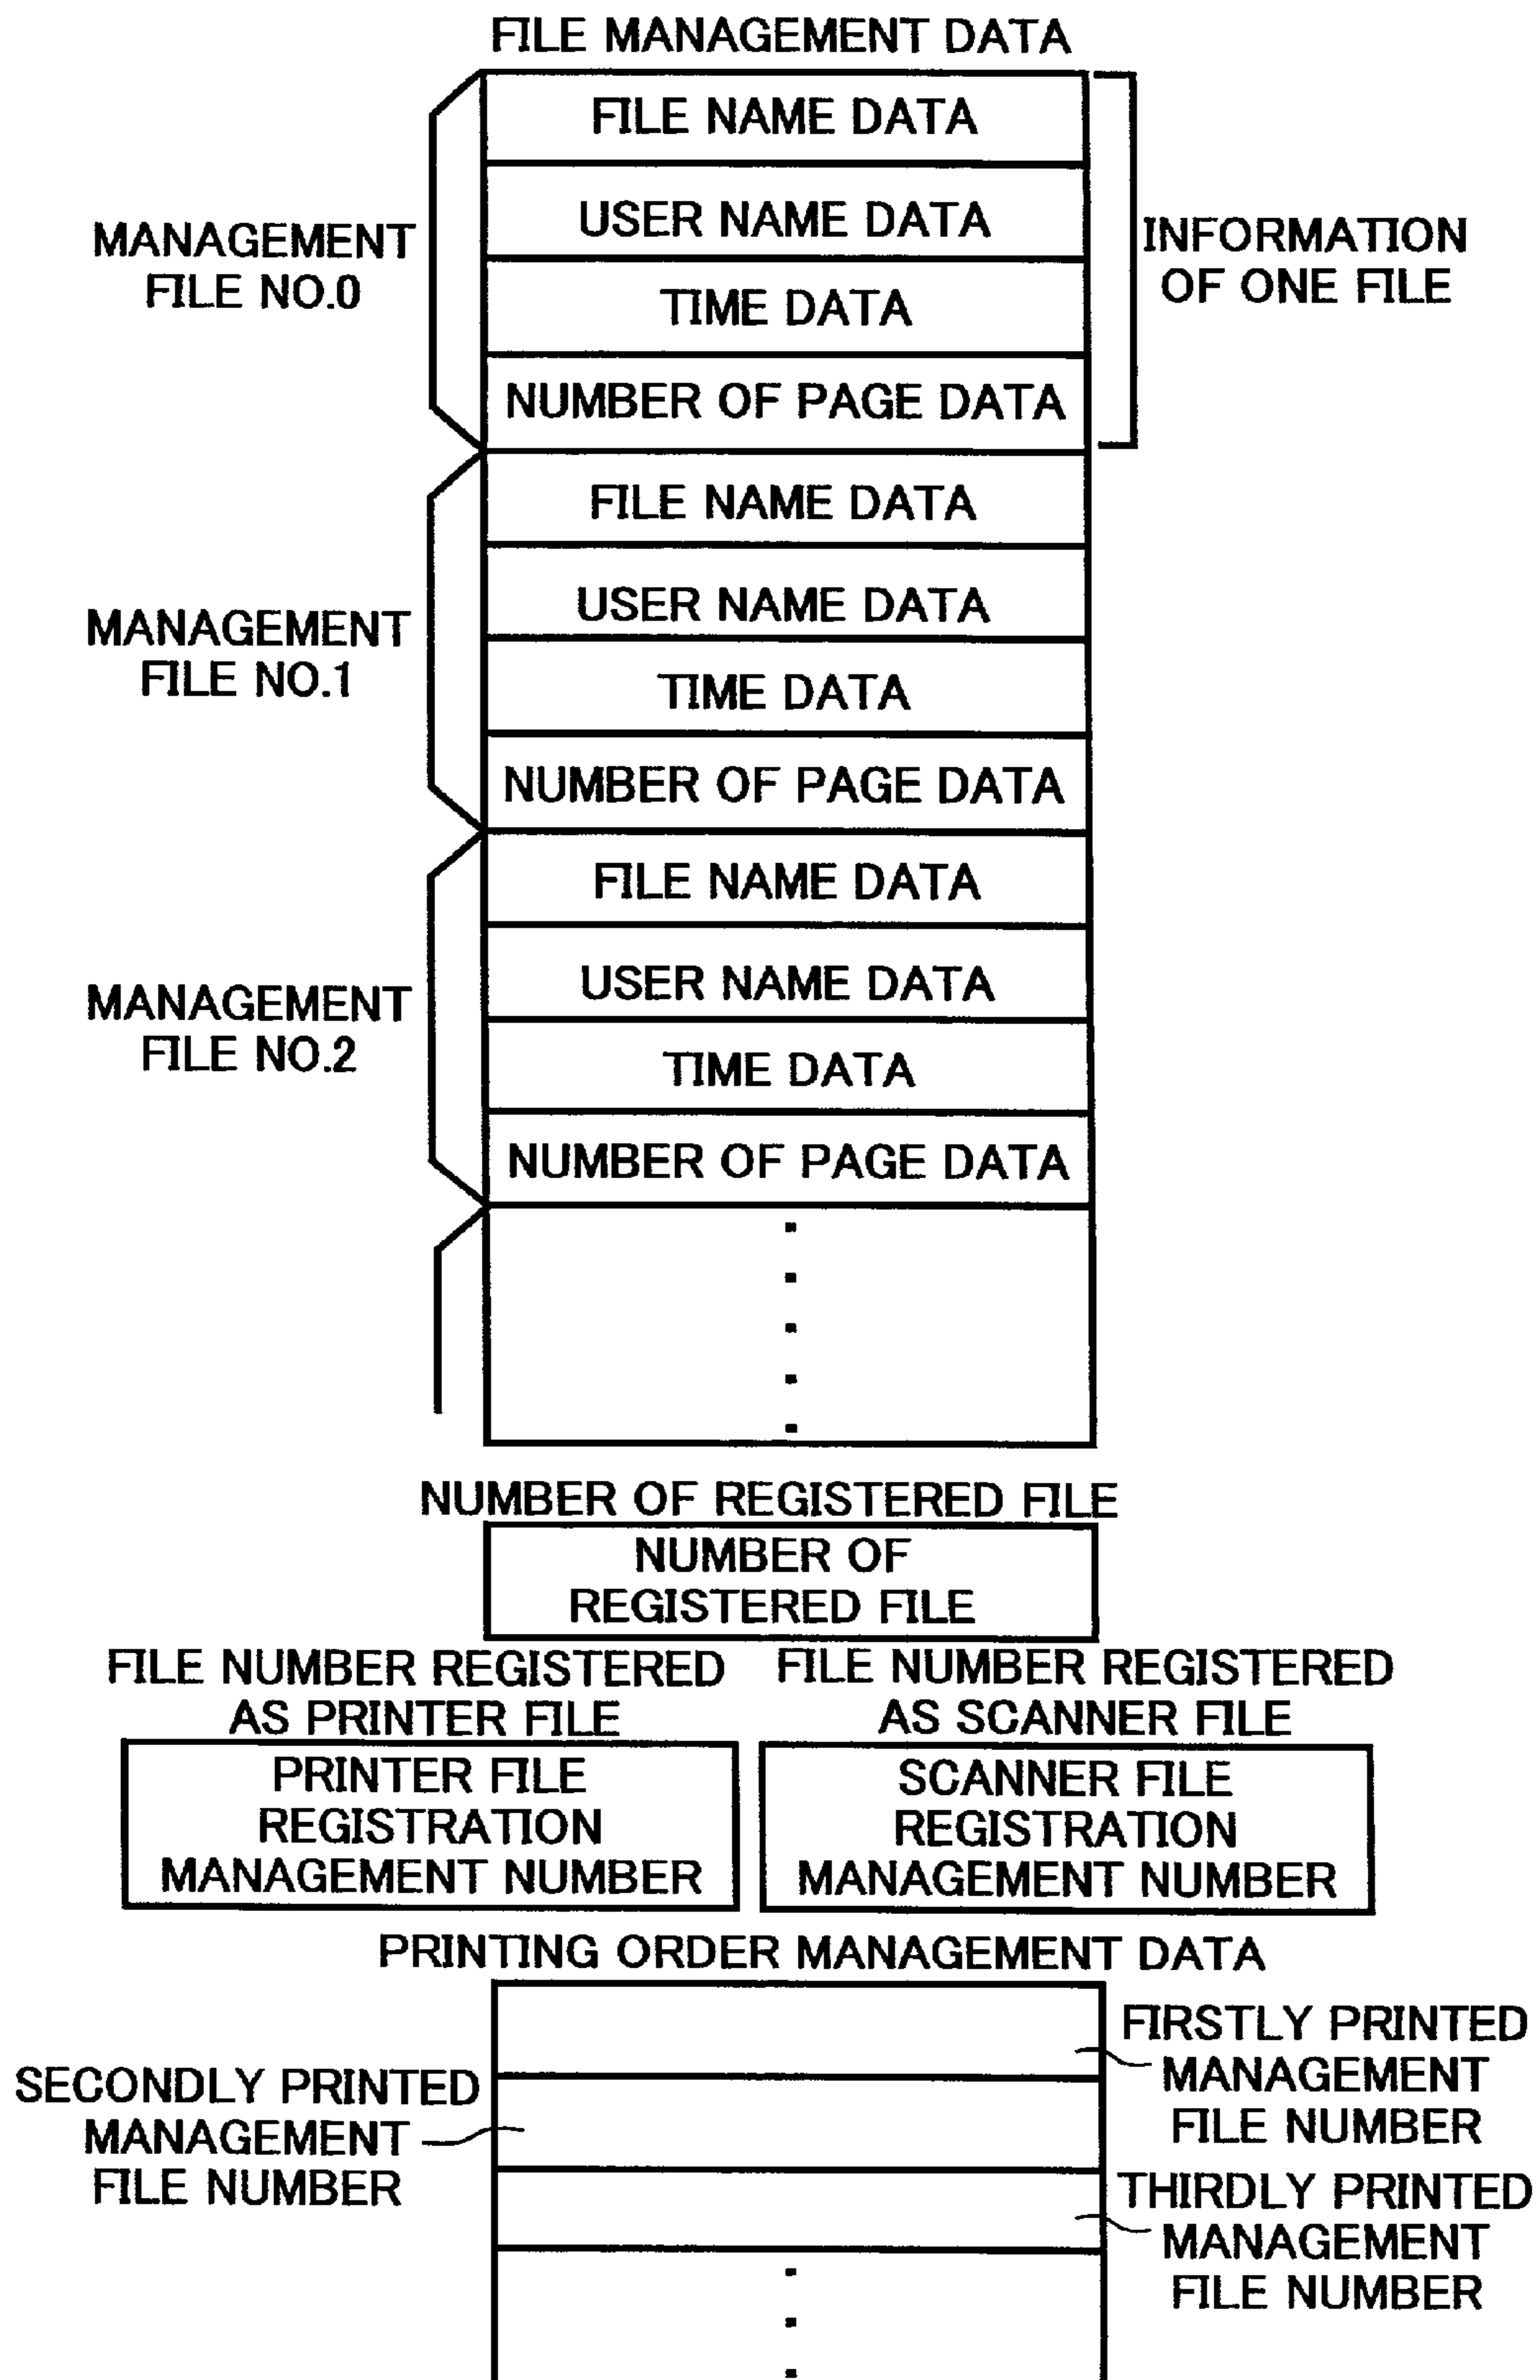 FILE MANAGEMENT DATA
FILE NAME DATA
USER NAME DATA
TIME DATA
NUMBER OF PAGE DATA
MANAGEMENT
FILE NO.0
INFORMATION
OF ONE FILE
FILE NAME DATA
USER NAME DATA
TIME DATA
NUMBER OF PAGE DATA
MANAGEMENT
FILE NO.1
FILE NAME DATA
USER NAME DATA
TIME DATA
NUMBER OF PAGE DATA
MANAGEMENT
FILE NO.2
NUMBER OF REGISTERED FILE
NUMBER OF
REGISTERED FILE
FILE NUMBER REGISTERED
AS PRINTER FILE
PRINTER FILE
REGISTRATION
MANAGEMENT NUMBER
FILE NUMBER REGISTERED
AS SCANNER FILE
SCANNER FILE
REGISTRATION
MANAGEMENT NUMBER
PRINTING ORDER MANAGEMENT DATA
FIRSTLY PRINTED
MANAGEMENT
FILE NUMBER
SECONDLY PRINTED
MANAGEMENT
FILE NUMBER
THIRDLY PRINTED
MANAGEMENT
FILE NUMBER